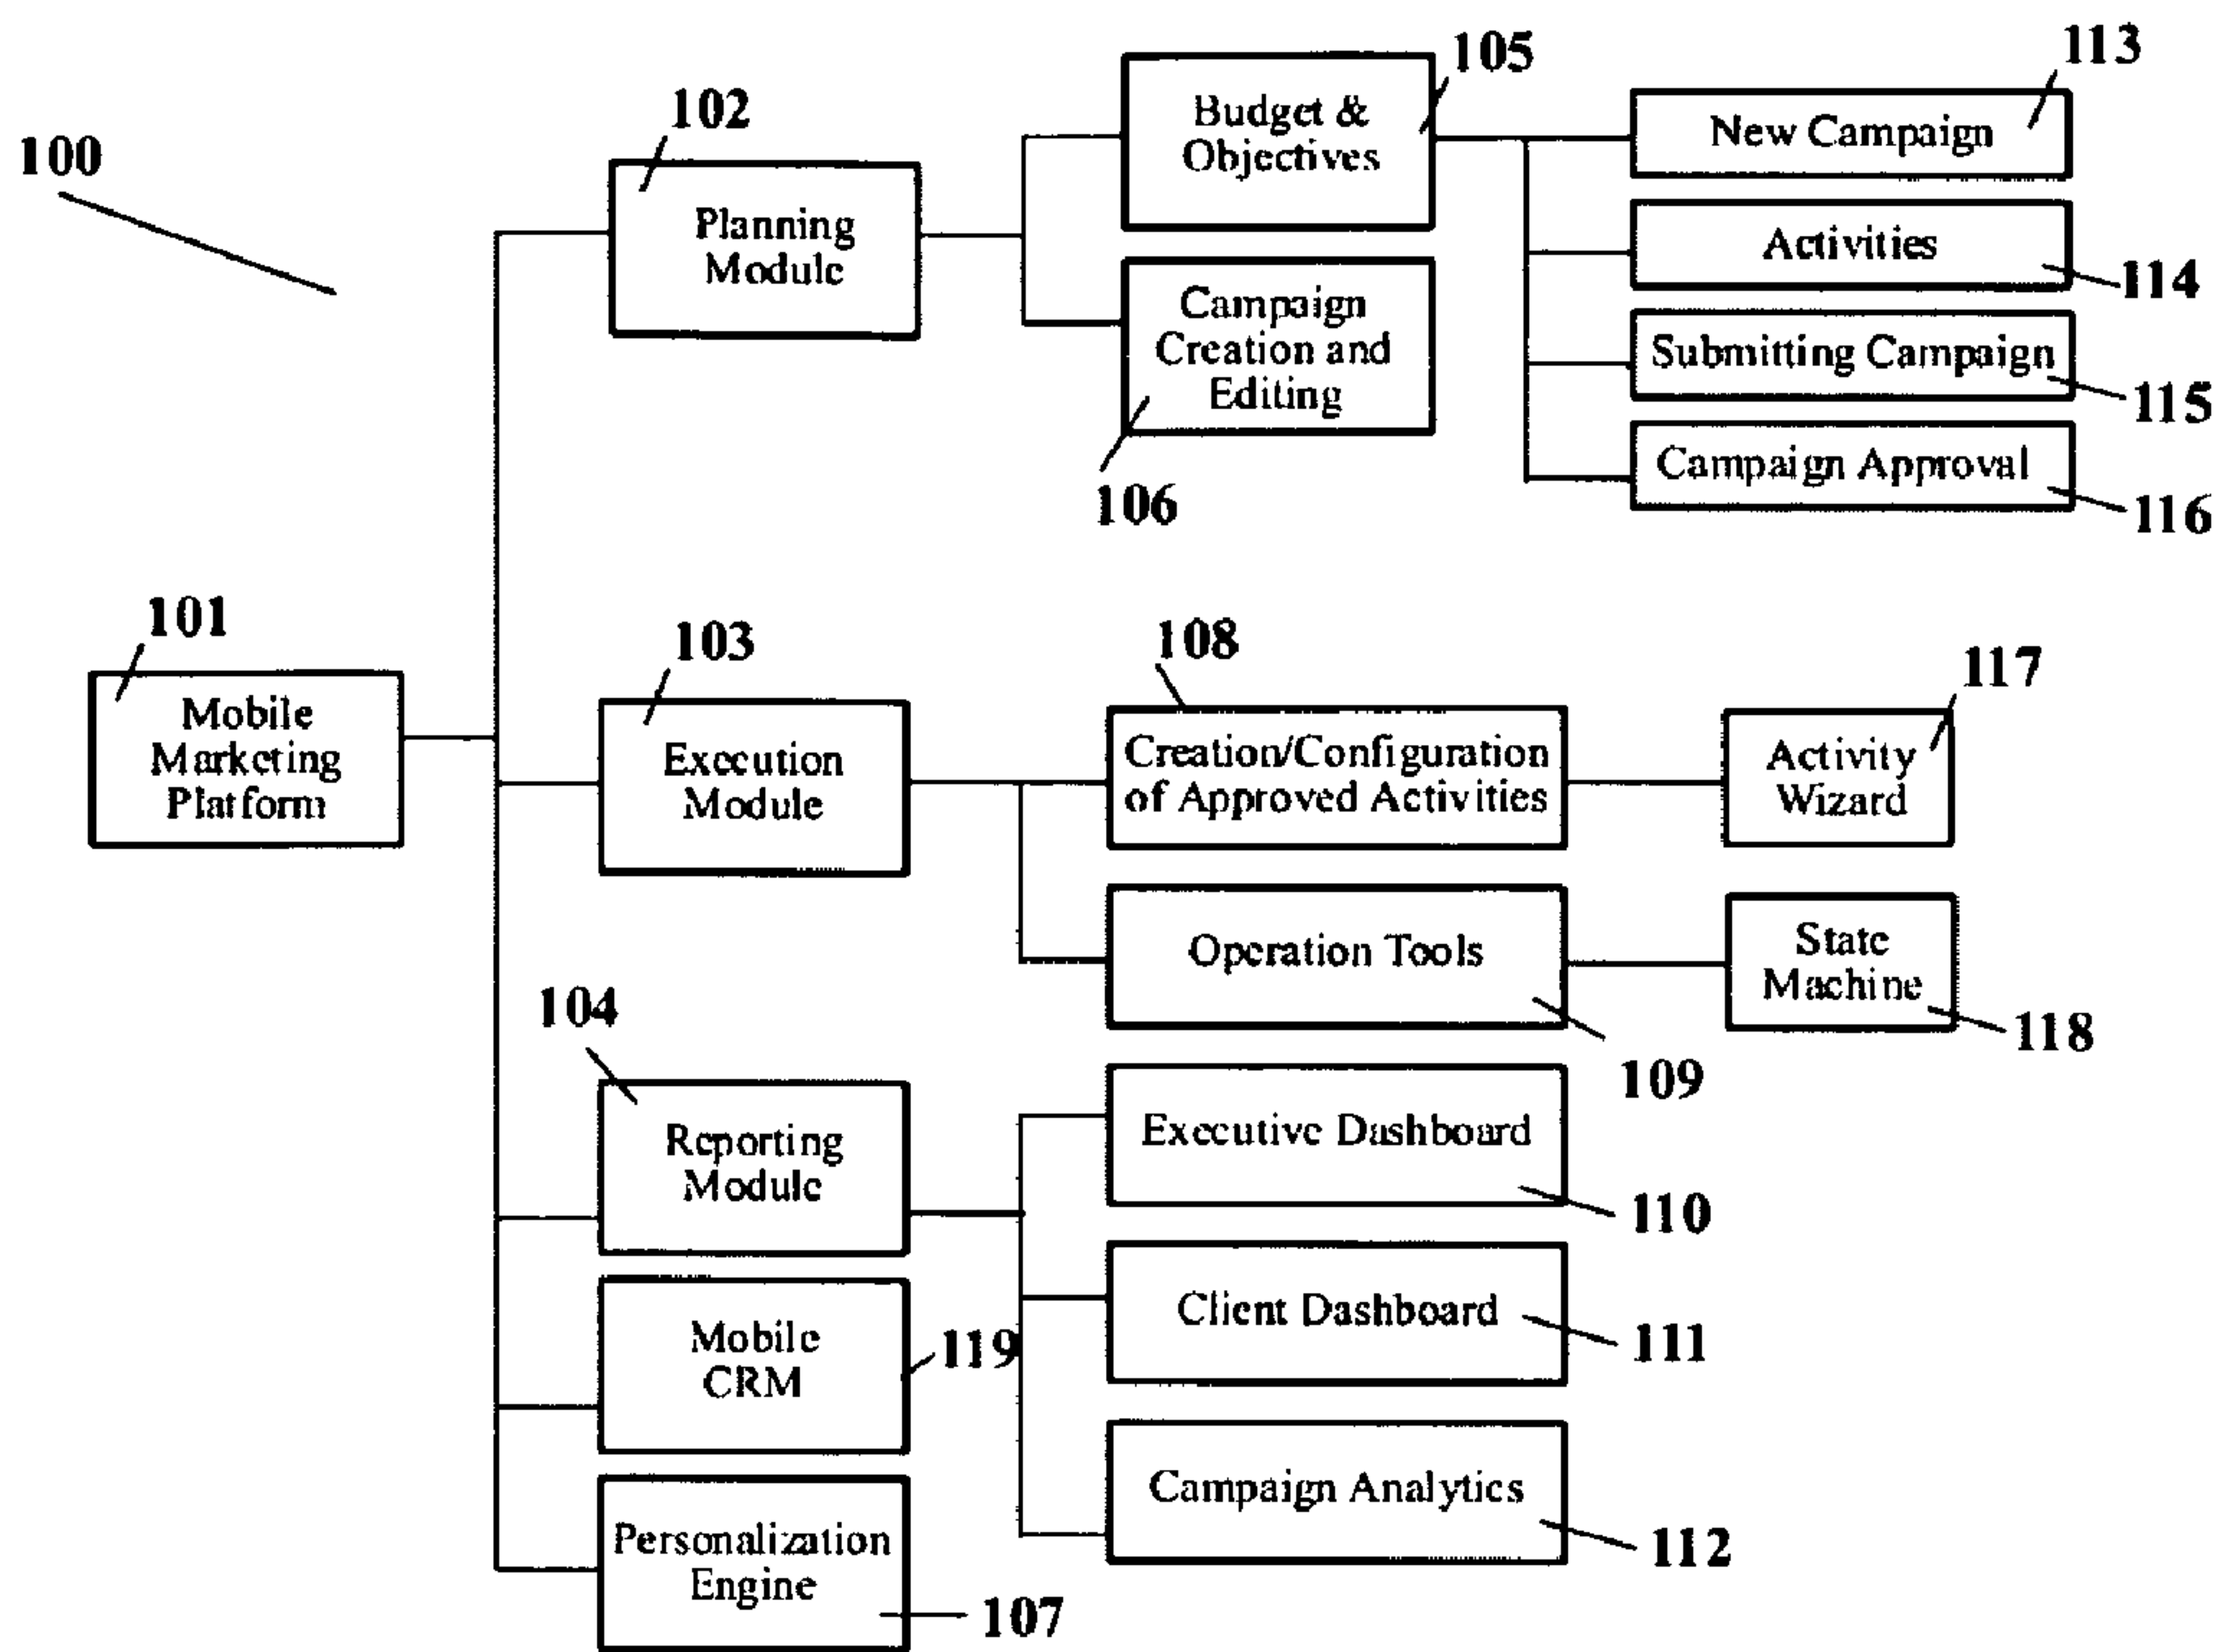 100
102
Planning
Module
105
Budget &
Objectives
Campaign
Creation and
Editing
106
113
New Campaign
Activities
114
Submitting Campaign
115
Campaign Approval
116
101
Mobile
Marketing
Platform
103
Execution
Module
108
Creation/Configuration
of Approved Activities
117
Activity
Wizard
Operation Tools
109
State
Machine
118
104
Reporting
Module
Executive Dashboard
110
Client Dashboard
111
Campaign Analytics
112
Mobile
CRM
119
Personalization
Engine
107